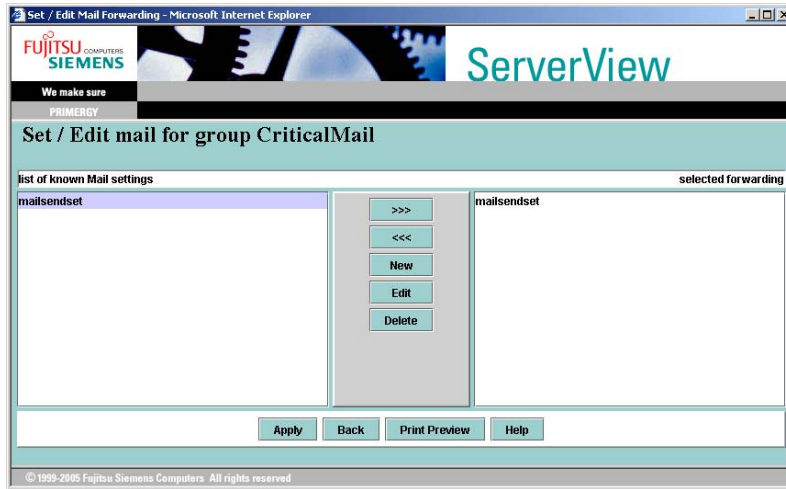 Set / Edit Mail Forwarding - Microsoft Internet Explorer
FUJITSU COMPUTERS
SIEMENS
ServerView
We make sure
PRIMERGY
Set / Edit mail for group CriticalMail
list of known Mail settings selected forwarding
mailsendset >>> mailsendset
<<<
New
Edit
Delete
Apply Back Print Preview Help
© 1999-2005 Fujitsu Siemens Computers All rights reserved